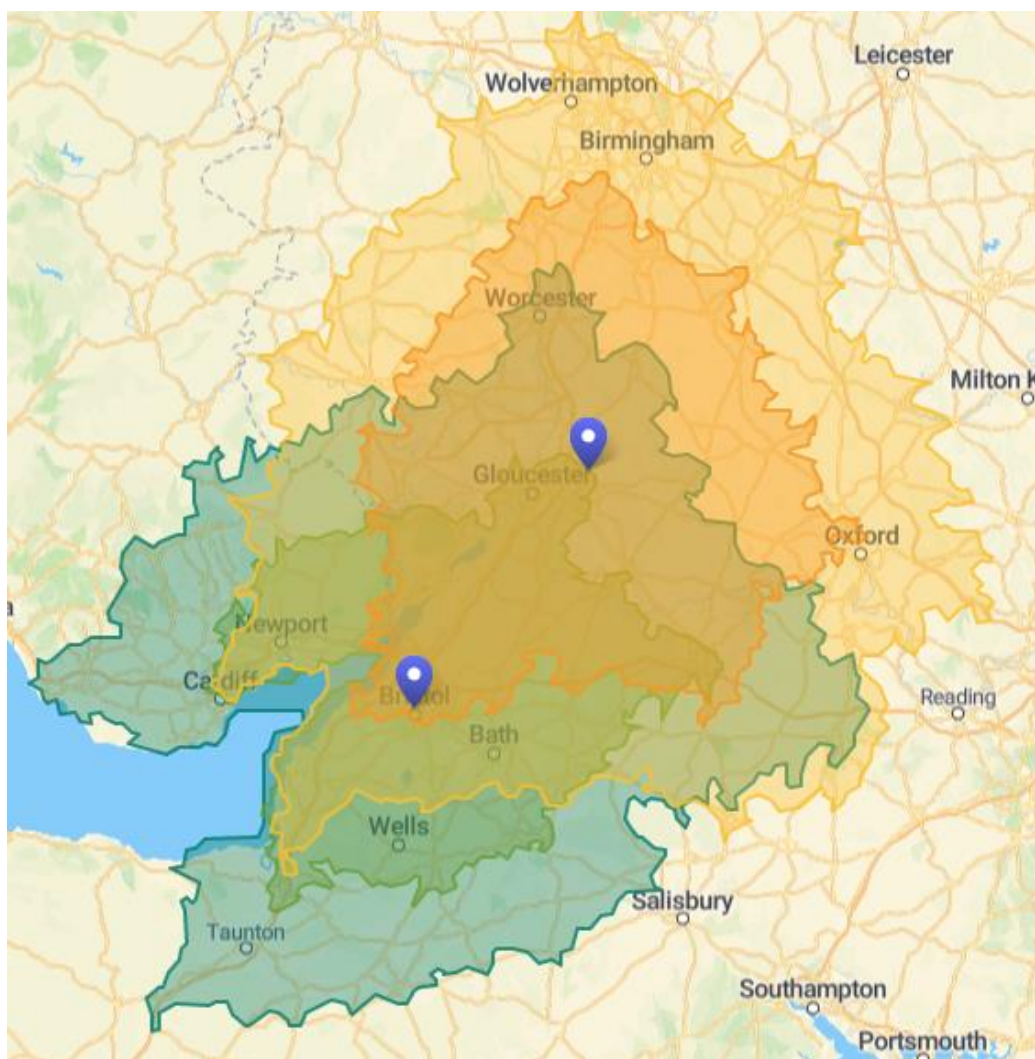 Leicester
Wolverhampton
Birmingham
Worcester
Milton K
Gloucester
Oxford
Newport
Cardiff
Reading
Bristol
Bath
Wells
Salisbury
Taunton
Southampton
Portsmouth